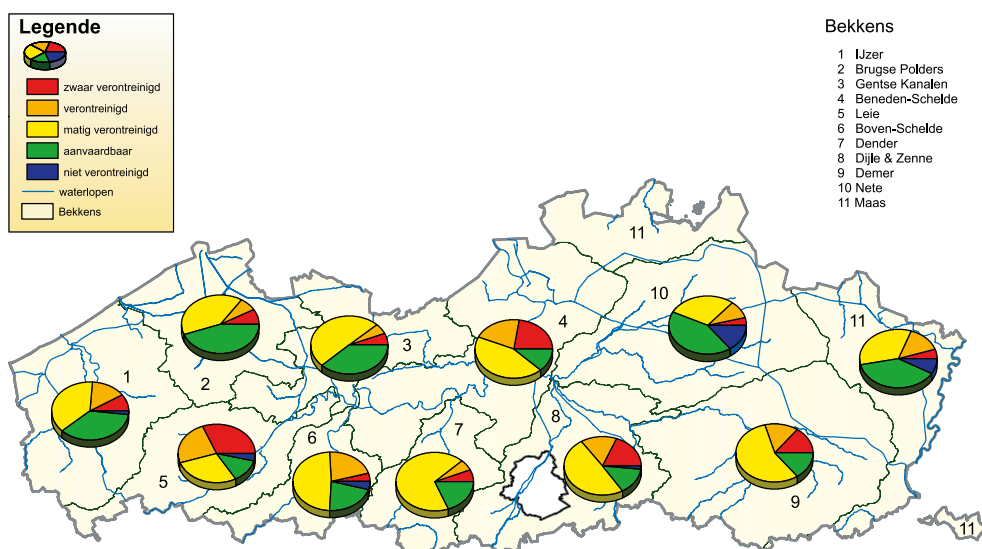 Legende
zwaar verontreinigd
verontreinigd
matig verontreinigd
aanvaardbaar
niet verontreinigd
waterlopen
Bekkens
Bekkens
1 IJzer
2 Brugse Polders
3 Gentse Kanalen
4 Beneden-Schelde
5 Leie
6 Boven-Schelde
7 Dender
8 Dijle & Zenne
9 Demer
10 Nete
11 Maas
11
10
4
11
3
1
2
8
7
6
5
9
11